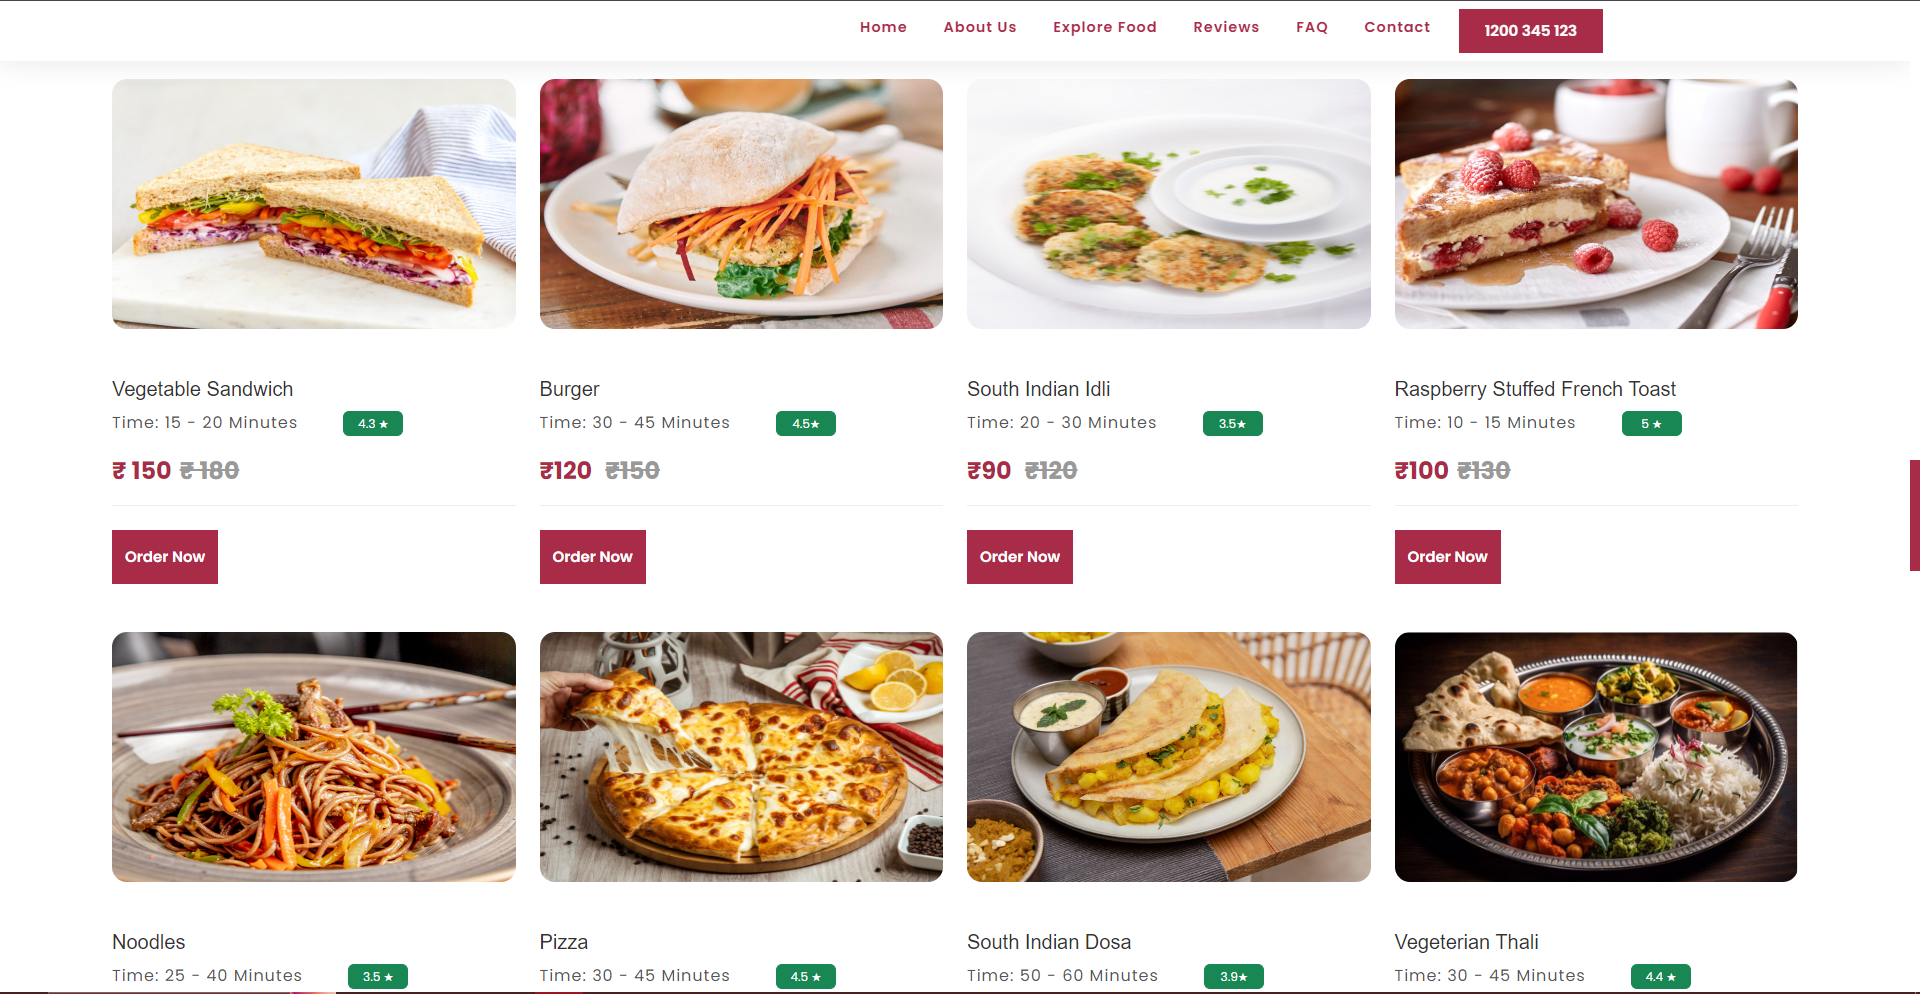 Home About Us Explore Food Reviews FAQ Contact 1200 345 123
Vegetable Sandwich
Time: 15 - 20 Minutes 4.3 ★
₹ 150 ₹ 180
Order Now
Burger
Time: 30 - 45 Minutes 4.5★
₹120 ₹150
Order Now
South Indian Idli
Time: 20 - 30 Minutes 3.5★
₹90 ₹120
Order Now
Raspberry Stuffed French Toast
Time: 10 - 15 Minutes 5 ★
₹100 ₹130
Order Now
Noodles
Time: 25 - 40 Minutes 3.5 ★
Pizza
Time: 30 - 45 Minutes 4.5 ★
South Indian Dosa
Time: 50 - 60 Minutes 3.9★
Vegeterian Thali
Time: 30 - 45 Minutes 4.4 ★